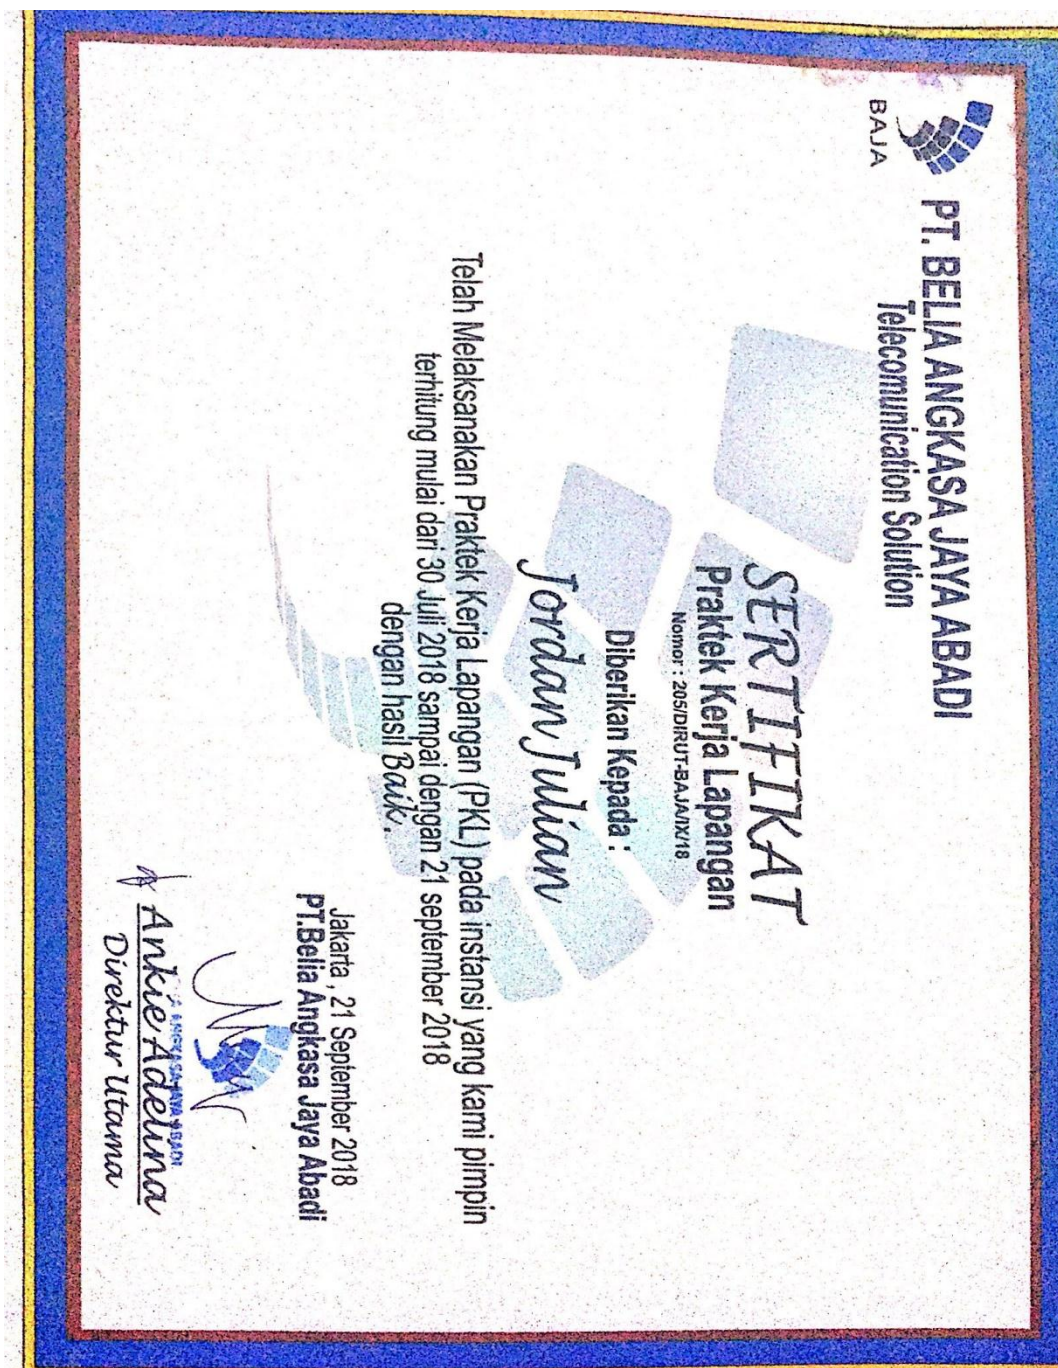 BAJA
PT. BELIA ANGKASA JAYA ABADI
Telecomunication Solution
SERTIFIKAT
Praktek Kerja Lapangan
Nomor : 205/DIRUT-BAJA/IX/18
Diberikan Kepada :
Jordan Julian
Telah Melaksanakan Praktek Kerja Lapangan (PKL) pada instansi yang kami pimpin
terhitung mulai dari 30 Juli 2018 sampai dengan 21 september 2018
dengan hasil Baik.
Jakarta , 21 September 2018
PT.Belia Angkasa Jaya Abadi
ANGKASA JAYA ABADI
Ankie Adelina
Direktur Utama